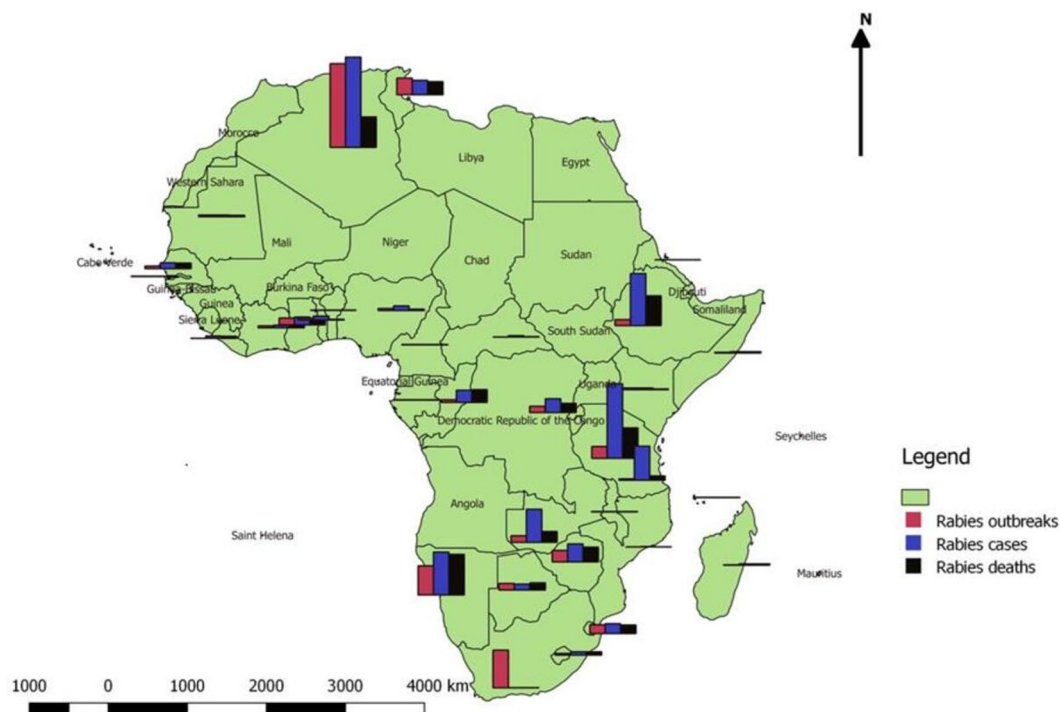 N
Morocco
Libya
Egypt
Western Sahara
Mali
Niger
Chad
Sudan
Cabo Verde
Guinea-Bissau
Guinea
Burkina Faso
Djibouti
Somaliland
Sierra Leone
South Sudan
Equatorial Guinea
Uganda
Democratic Republic of the Congo
Seychelles
Angola
Saint Helena
Mauritius
Legend
Rabies outbreaks
Rabies cases
Rabies deaths
1000 0 1000 2000 3000 4000 km